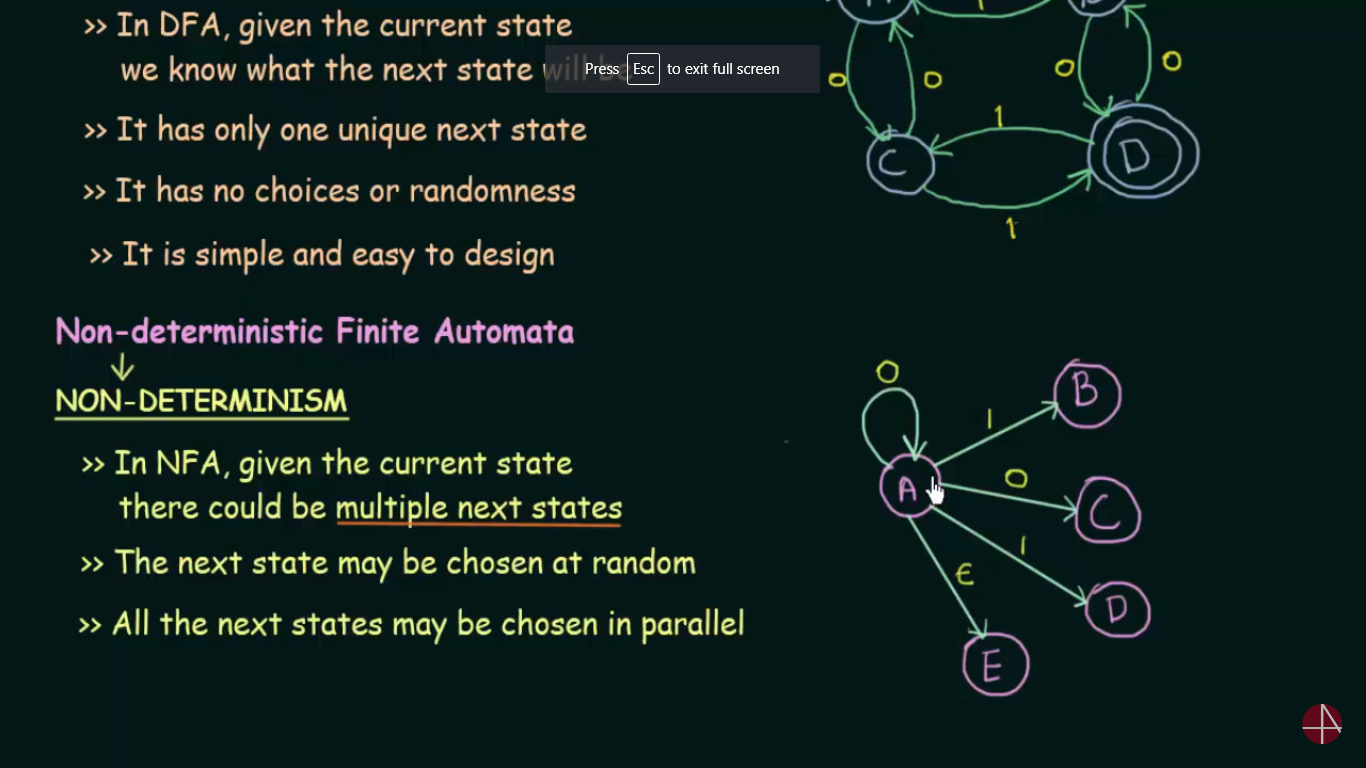 >> In DFA, given the current state
we know what the next state will be
Press Esc to exit full screen
>> It has only one unique next state
>> It has no choices or randomness
>> It is simple and easy to design
0
0
0
0
1
C
D
1
Non-deterministic Finite Automata
NON-DETERMINISM
>> In NFA, given the current state
there could be multiple next states
>> The next state may be chosen at random
>> All the next states may be chosen in parallel
0
1
B
A
0
C
1
ε
D
E